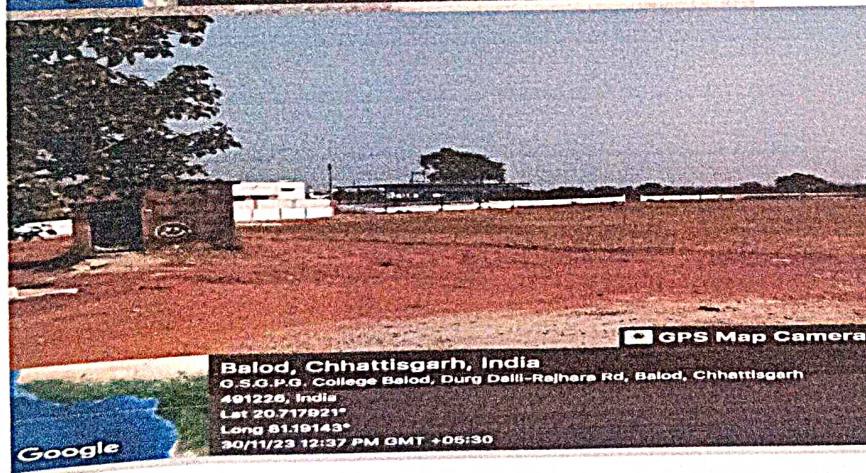 GPS Map Camera
Balod, Chhattisgarh, India
G.S.G.P.G. College Balod, Durg Dalli-Rajhara Rd, Balod, Chhattisgarh
491226, India
Lat 20.717921°
Long 81.19143°
30/11/23 12:37 PM GMT +05:30
Google